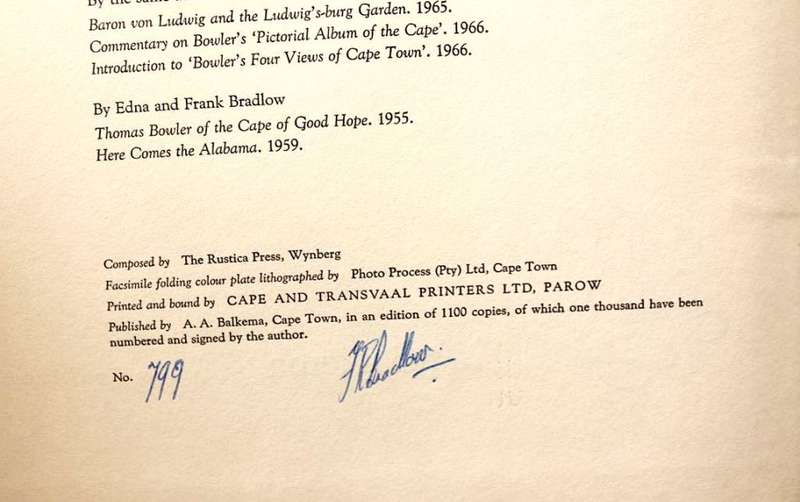 By the same
Baron von Ludwig and the Ludwig's-burg Garden. 1965.
Commentary on Bowler's 'Pictorial Album of the Cape'. 1966.
Introduction to 'Bowler's Four Views of Cape Town'. 1966.
By Edna and Frank Bradlow
Thomas Bowler of the Cape of Good Hope. 1955.
Here Comes the Alabama. 1959.
Composed by The Rustica Press, Wynberg
Facsimile folding colour plate lithographed by Photo Process (Pty) Ltd, Cape Town
Printed and bound by CAPE AND TRANSVAAL PRINTERS LTD, PAROW
Published by A. A. Balkema, Cape Town, in an edition of 1100 copies, of which one thousand have been
numbered and signed by the author.
No. 799 FRBradlow.